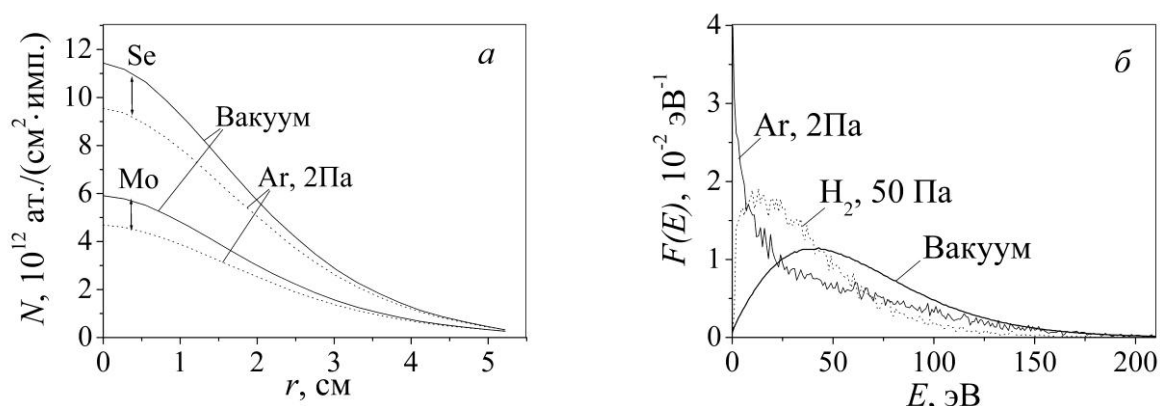 а
N, 10¹² ат./(см²·имп.)
12
10
8
6
4
2
0
Se
Mo
Вакуум
Ar, 2Па
0 1 2 3 4 5
r, см
б
F(E), 10⁻² эВ⁻¹
4
3
2
1
0
Ar, 2Па
H₂, 50 Па
Вакуум
0 50 100 150 200
E, эВ